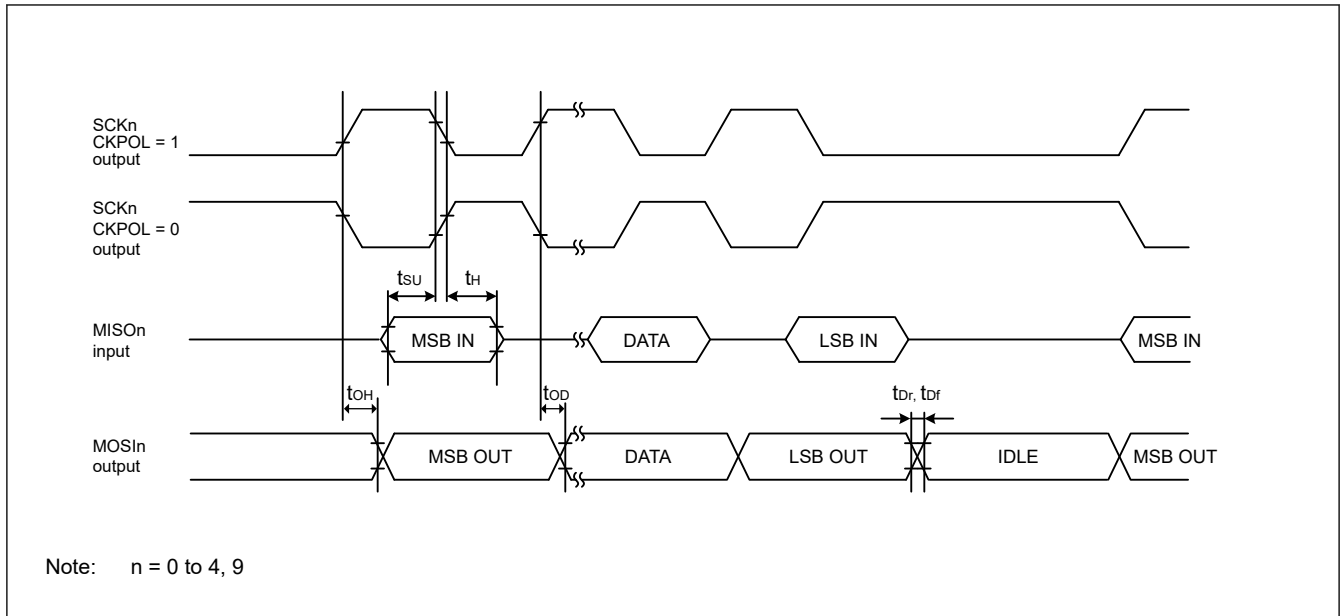 SCKn
CKPOL = 1
output
SCKn
CKPOL = 0
output
tSU
tH
MISOn
input
MSB IN
DATA
LSB IN
MSB IN
tOH
tOD
tDr, tDf
MOSIn
output
MSB OUT
DATA
LSB OUT
IDLE
MSB OUT
Note: n = 0 to 4, 9